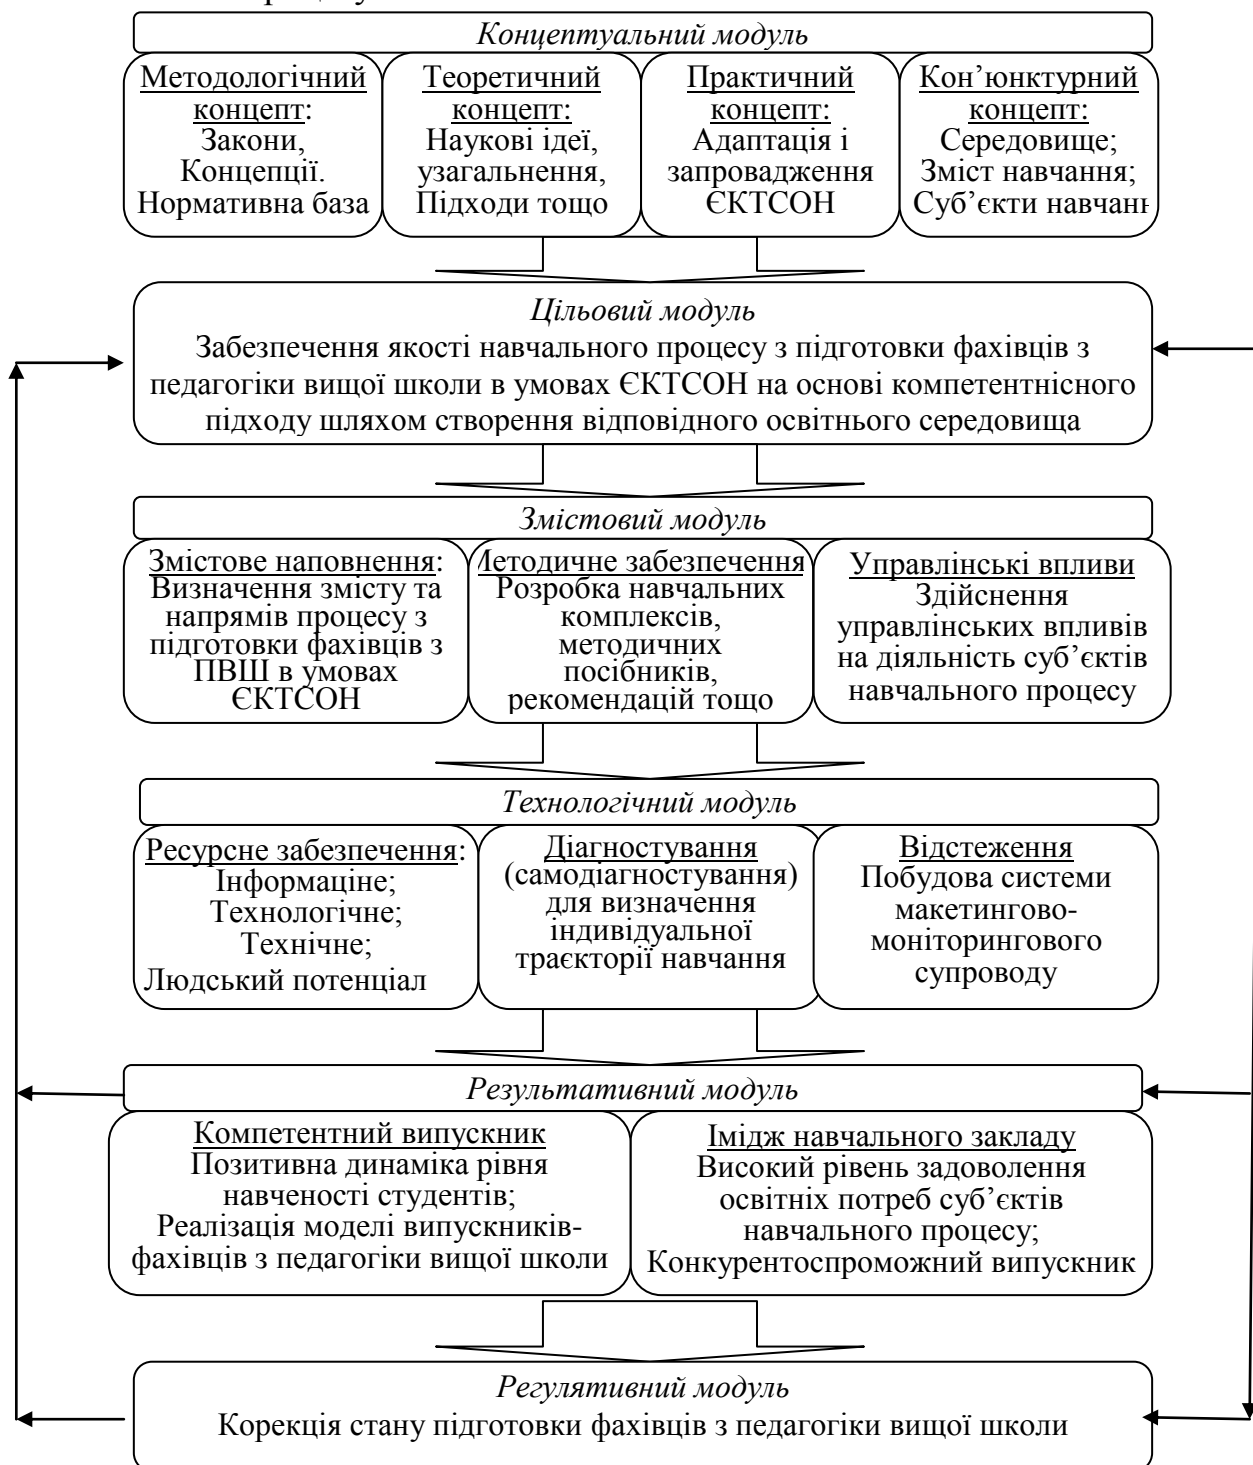 Концептуальний модуль
Методологічний
концепт:
Закони,
Концепції.
Нормативна база
Теоретичний
концепт:
Наукові ідеї,
узагальнення,
Підходи тощо
Практичний
концепт:
Адаптація і
запровадження
ЄКТСОН
Кон’юнктурний
концепт:
Середовище;
Зміст навчання;
Суб’єкти навчан
Цільовий модуль
Забезпечення якості навчального процесу з підготовки фахівців з
педагогіки вищої школи в умовах ЄКТСОН на основі компетентнісного
підходу шляхом створення відповідного освітнього середовища
Змістовий модуль
Змістове наповнення:
Визначення змісту та
напрямів процесу з
підготовки фахівців з
ПВШ в умовах
ЄКТСОН
Методичне забезпечення
Розробка навчальних
комплексів,
методичних
посібників,
рекомендацій тощо
Управлінські впливи
Здійснення
управлінських впливів
на діяльність суб’єктів
навчального процесу
Технологічний модуль
Ресурсне забезпечення:
Інформаціне;
Технологічне;
Технічне;
Людський потенціал
Діагностування
(самодіагностування)
для визначення
індивідуальної
траєкторії навчання
Відстеження
Побудова системи
макетингово-
моніторингового
супроводу
Результативний модуль
Компетентний випускник
Позитивна динаміка рівня
навченості студентів;
Реалізація моделі випускників-
фахівців з педагогіки вищої школи
Імідж навчального закладу
Високий рівень задоволення
освітніх потреб суб’єктів
навчального процесу;
Конкурентоспроможний випускник
Регулятивний модуль
Корекція стану підготовки фахівців з педагогіки вищої школи